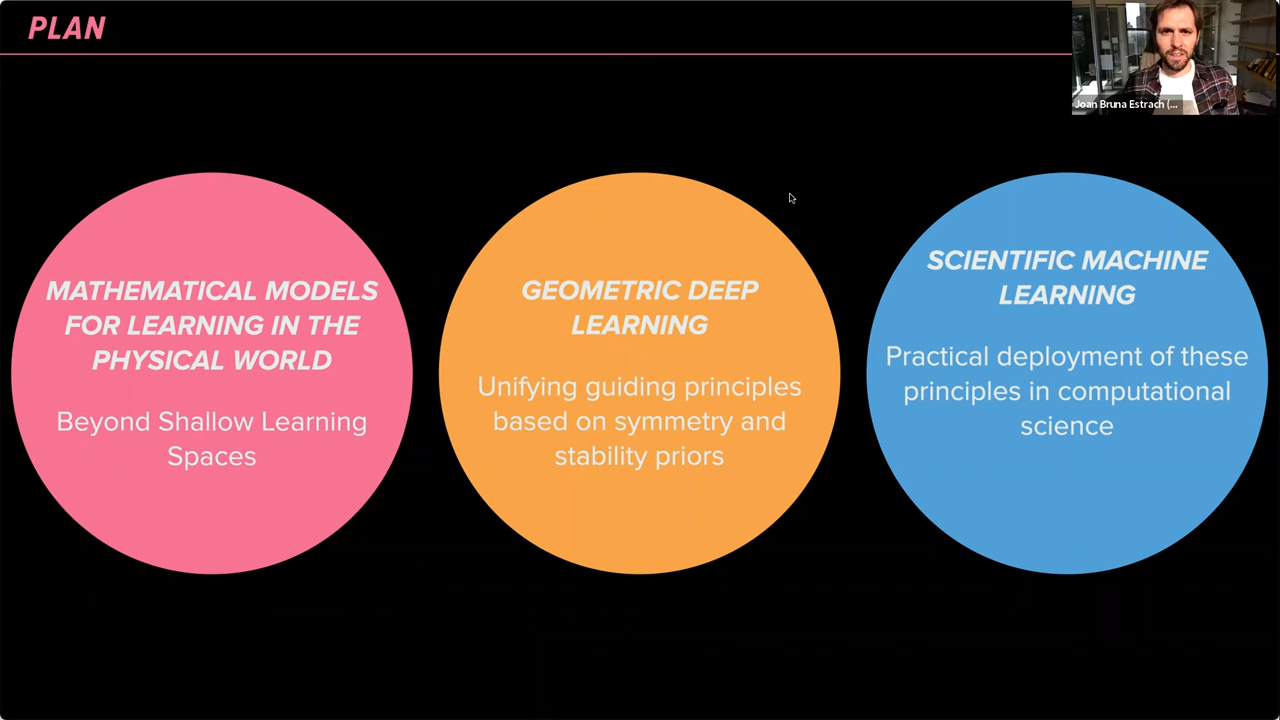 PLAN
Joan Bruna Estrach (...
MATHEMATICAL MODELS
FOR LEARNING IN THE
PHYSICAL WORLD
Beyond Shallow Learning
Spaces
GEOMETRIC DEEP
LEARNING
Unifying guiding principles
based on symmetry and
stability priors
SCIENTIFIC MACHINE
LEARNING
Practical deployment of these
principles in computational
science